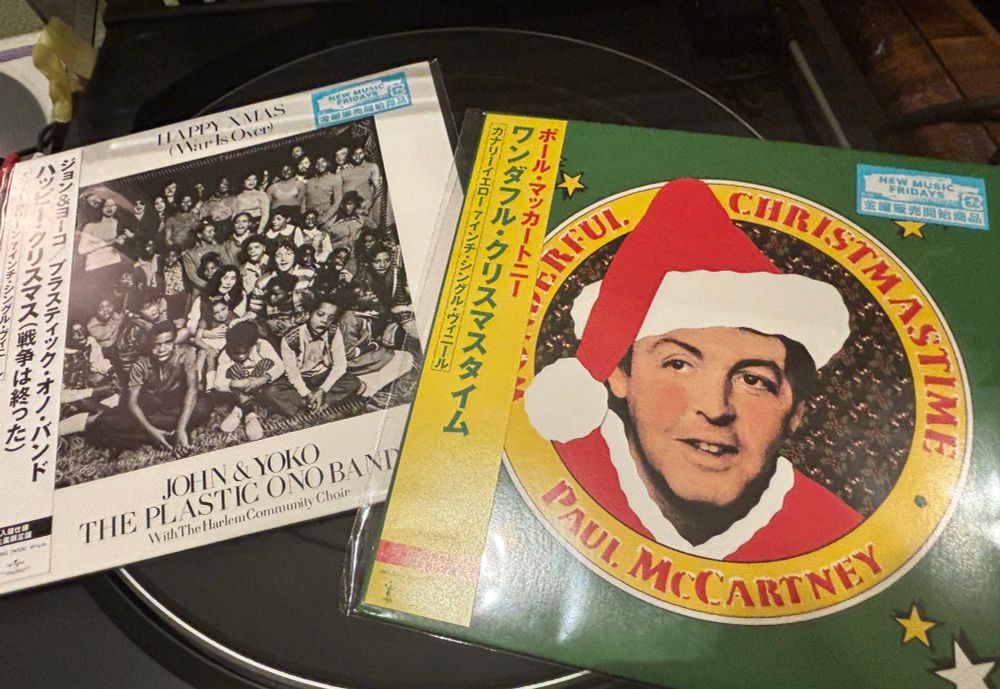 HAPPY XMAS
(War Is Over)
NEW MUSIC
FRIDAYS
金曜販売開始商品
ジョン&ヨーコ プラスティック・オノ・バンド
ハッピー・クリスマス(戦争は終った)
JOHN & YOKO
THE PLASTIC ONO BAND
With The Harlem Community Choir
ポール・マッカートニー
ワンダフル・クリスマスタイム
カナリー・イエロー 7インチ・シングル・ヴィニール
NEW MUSIC
FRIDAYS
金曜販売開始商品
CHRISTMASTIME
PAUL McCARTNEY